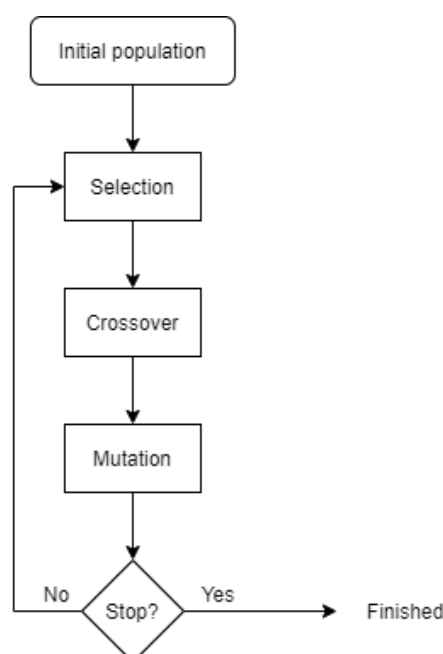 Initial population
Selection
Crossover
Mutation
No
Stop?
Yes
Finished